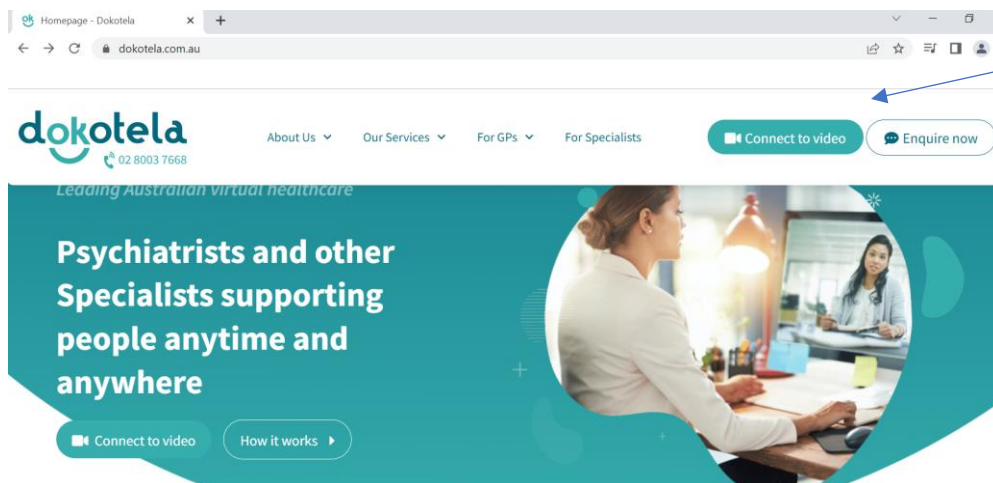 ok Homepage - Dokotela
dokotela.com.au
dokotela
02 8003 7668
About Us
Our Services
For GPs
For Specialists
Connect to video
Enquire now
Leading Australian virtual healthcare
Psychiatrists and other
Specialists supporting
people anytime and
anywhere
Connect to video
How it works